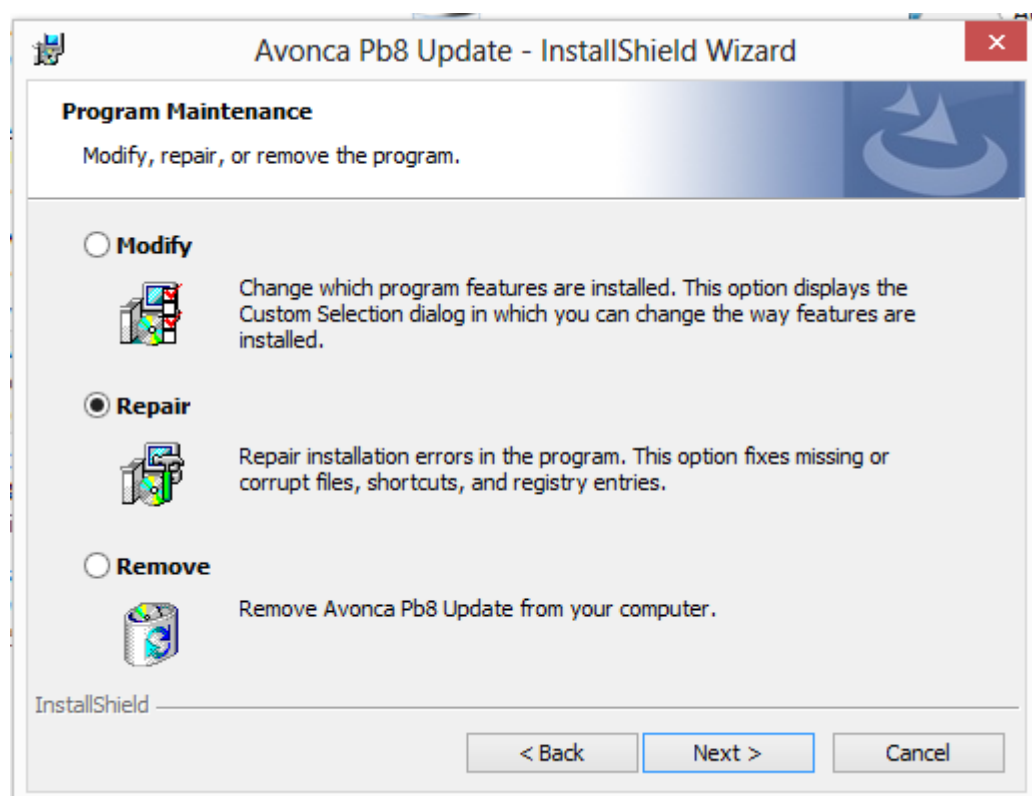 Avonca Pb8 Update - InstallShield Wizard
Program Maintenance
Modify, repair, or remove the program.
Modify
Change which program features are installed. This option displays the
Custom Selection dialog in which you can change the way features are
installed.
Repair
Repair installation errors in the program. This option fixes missing or
corrupt files, shortcuts, and registry entries.
Remove
Remove Avonca Pb8 Update from your computer.
InstallShield
< Back Next > Cancel